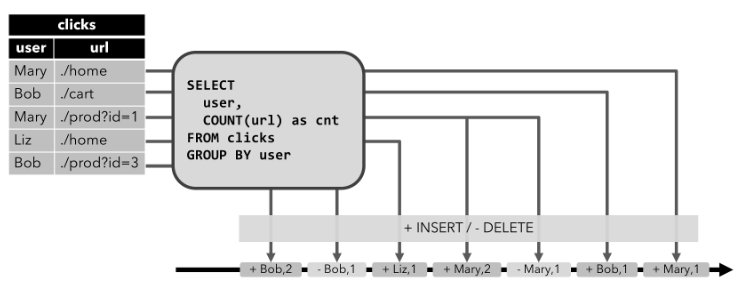 clicks
user url
Mary ./home
Bob ./cart
Mary ./prod?id=1
Liz ./home
Bob ./prod?id=3
SELECT
user,
COUNT(url) as cnt
FROM clicks
GROUP BY user
+ INSERT / - DELETE
+ Bob,2 - Bob,1 + Liz,1 + Mary,2 - Mary,1 + Bob,1 + Mary,1